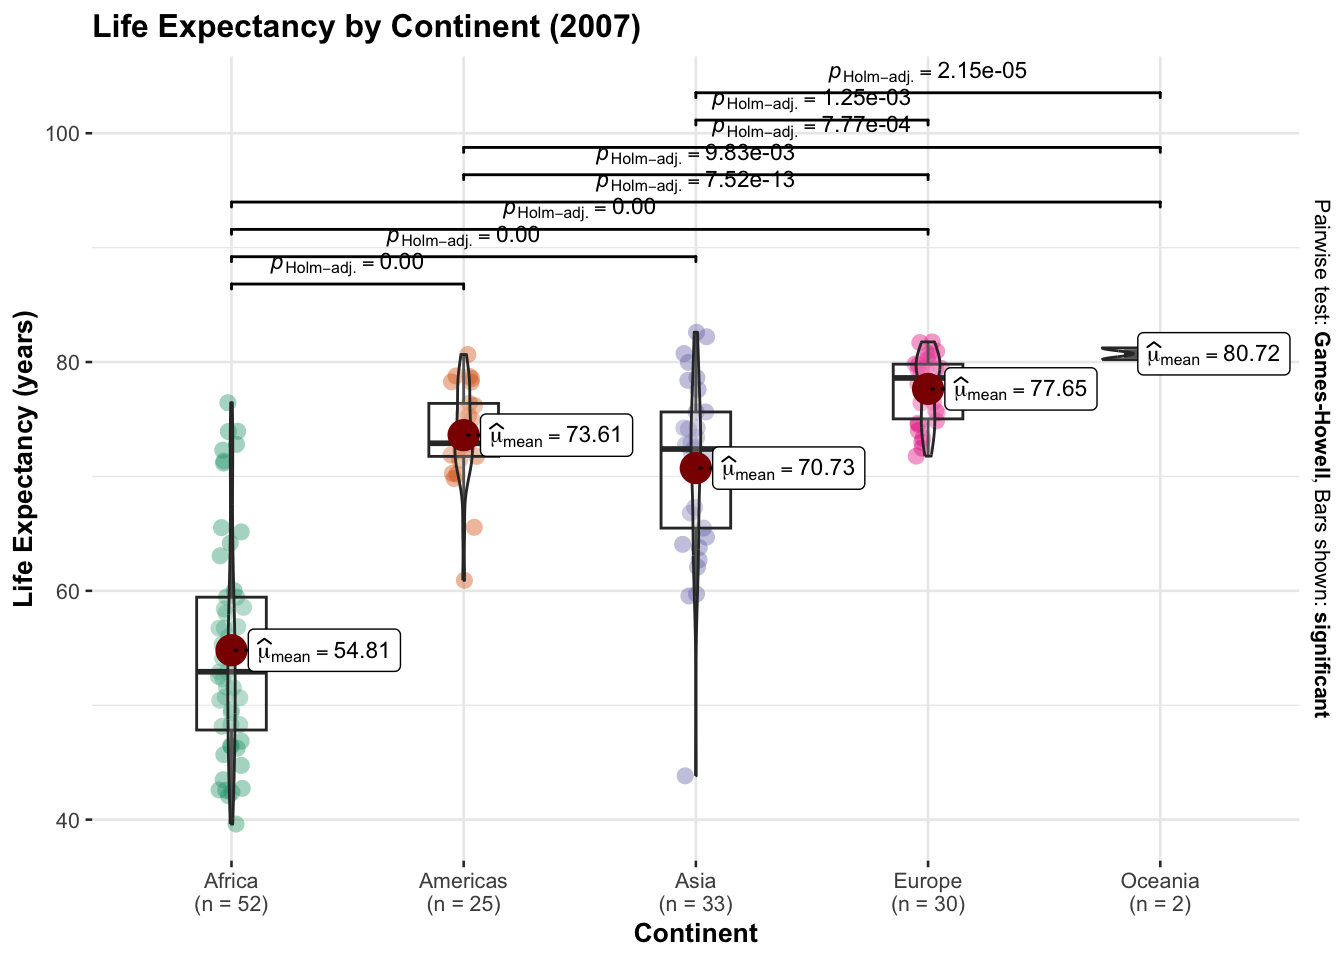 Life Expectancy by Continent (2007)
pHolm−adj. = 2.15e-05
pHolm−adj. = 1.25e-03
pHolm−adj. = 7.77e-04
pHolm−adj. = 9.83e-03
pHolm−adj. = 7.52e-13
pHolm−adj. = 0.00
pHolm−adj. = 0.00
pHolm−adj. = 0.00
100
80
60
40
Life Expectancy (years)
μ̂mean = 54.81
μ̂mean = 73.61
μ̂mean = 70.73
μ̂mean = 77.65
μ̂mean = 80.72
Pairwise test: Games-Howell, Bars shown: significant
Africa
(n = 52)
Americas
(n = 25)
Asia
(n = 33)
Europe
(n = 30)
Oceania
(n = 2)
Continent